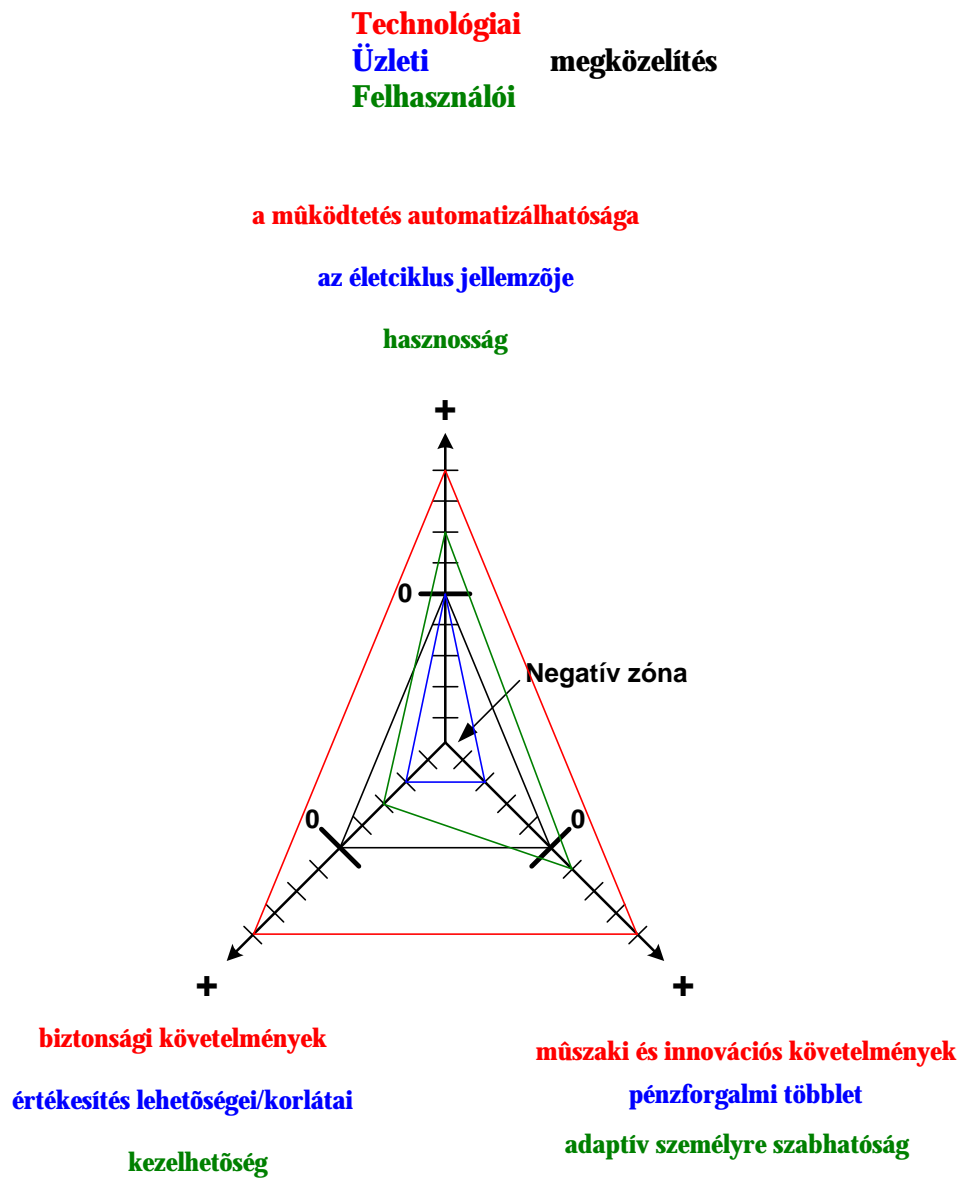 Technológiai
Üzleti megközelítés
Felhasználói
a mûködtetés automatizálhatósága
az életciklus jellemzõje
hasznosság
+
0
Negatív zóna
0 0
+ +
biztonsági követelmények
mûszaki és innovációs követelmények
értékesítés lehetõségei/korlátai
pénzforgalmi többlet
kezelhetõség
adaptív személyre szabhatóság